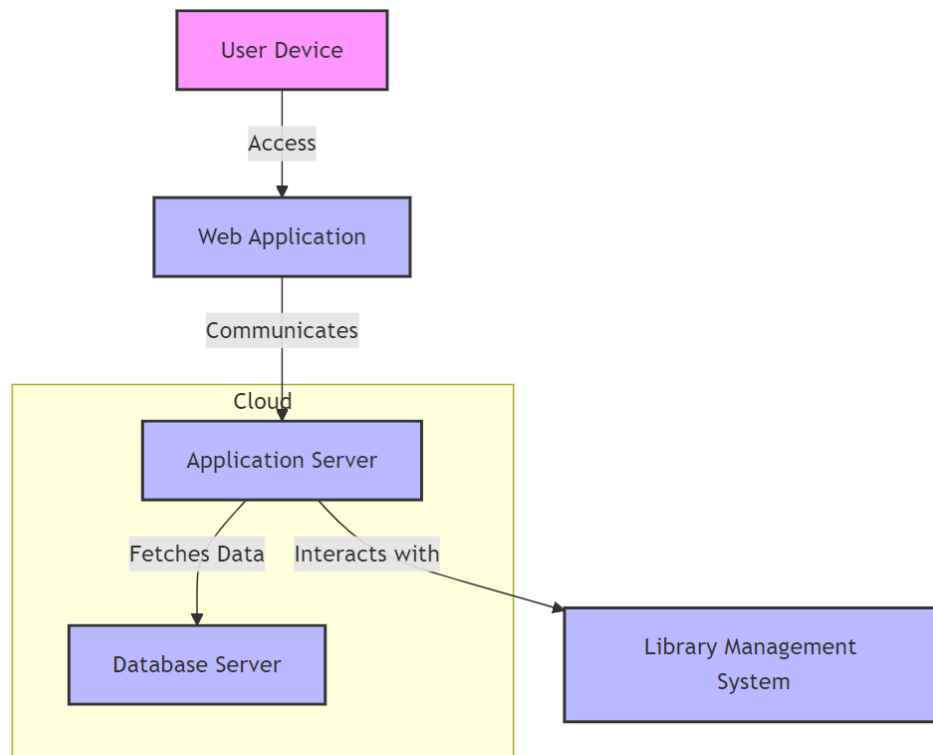 User Device
Access
Web Application
Communicates
Cloud
Application Server
Fetches Data
Interacts with
Database Server
Library Management
System